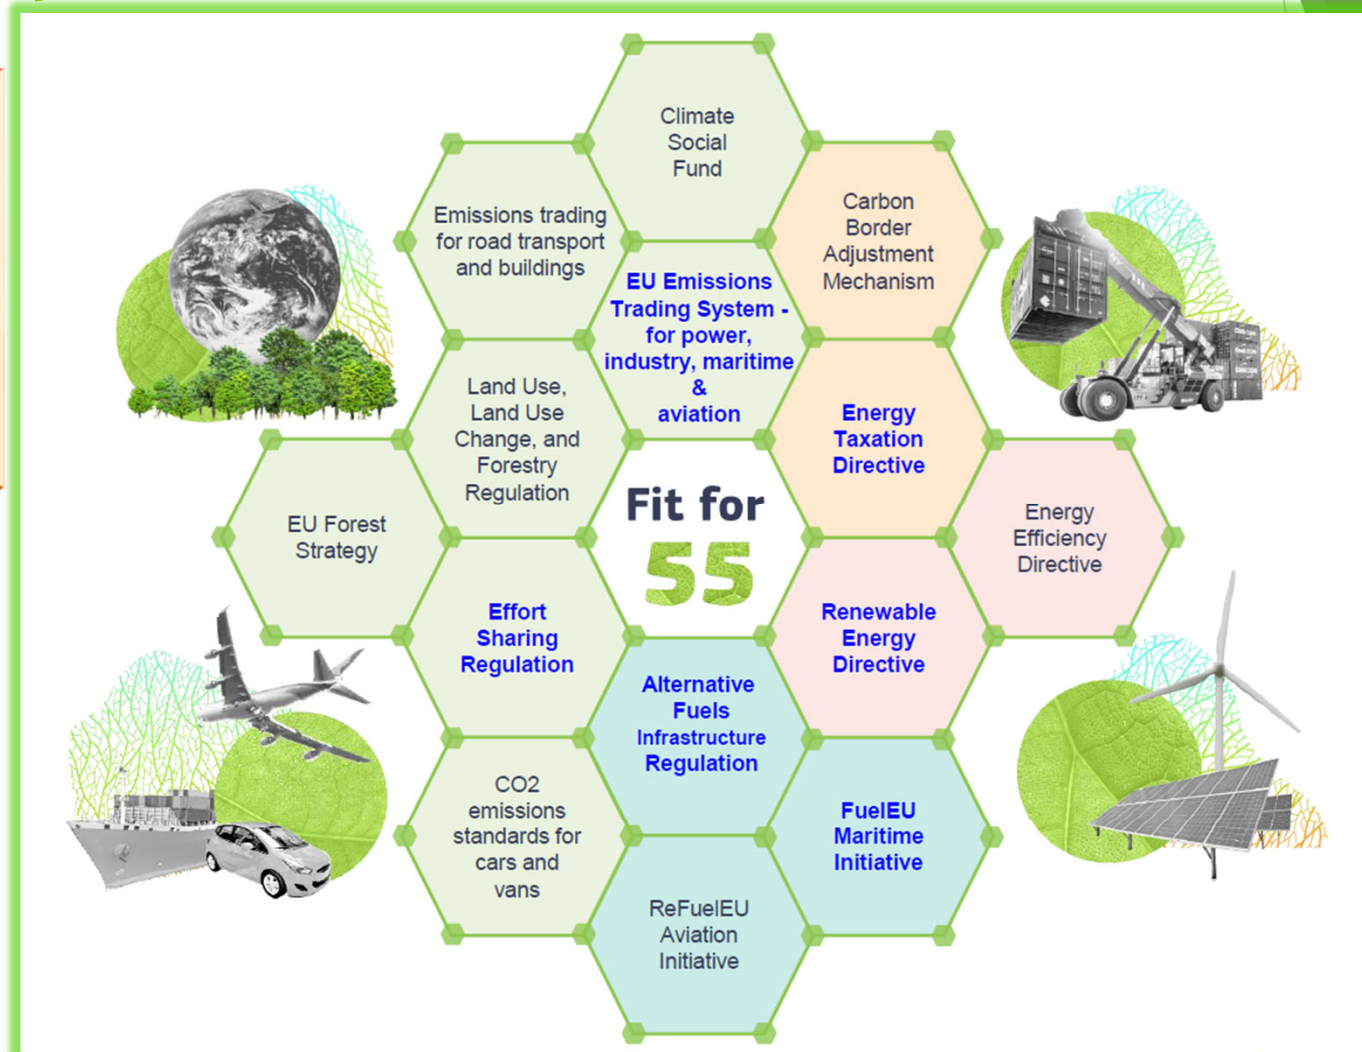 Climate
Social
Fund
Emissions trading
for road transport
and buildings
Carbon
Border
Adjustment
Mechanism
EU Emissions
Trading System -
for power,
industry, maritime
&
aviation
Land Use,
Land Use
Change, and
Forestry
Regulation
Energy
Taxation
Directive
EU Forest
Strategy
Fit for
55
Energy
Efficiency
Directive
Effort
Sharing
Regulation
Renewable
Energy
Directive
Alternative
Fuels
Infrastructure
Regulation
CO2
emissions
standards for
cars and
vans
FuelEU
Maritime
Initiative
ReFuelEU
Aviation
Initiative